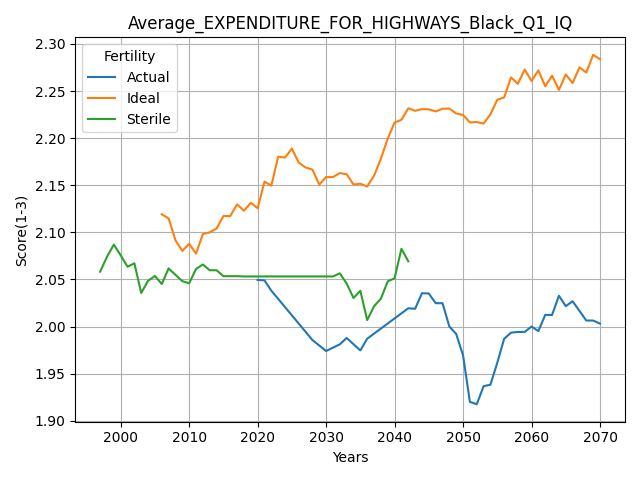 Average_EXPENDITURE_FOR_HIGHWAYS_Black_Q1_IQ
Fertility
Actual
Ideal
Sterile
Score(1-3)
2.30
2.25
2.20
2.15
2.10
2.05
2.00
1.95
1.90
2000 2010 2020 2030 2040 2050 2060 2070
Years